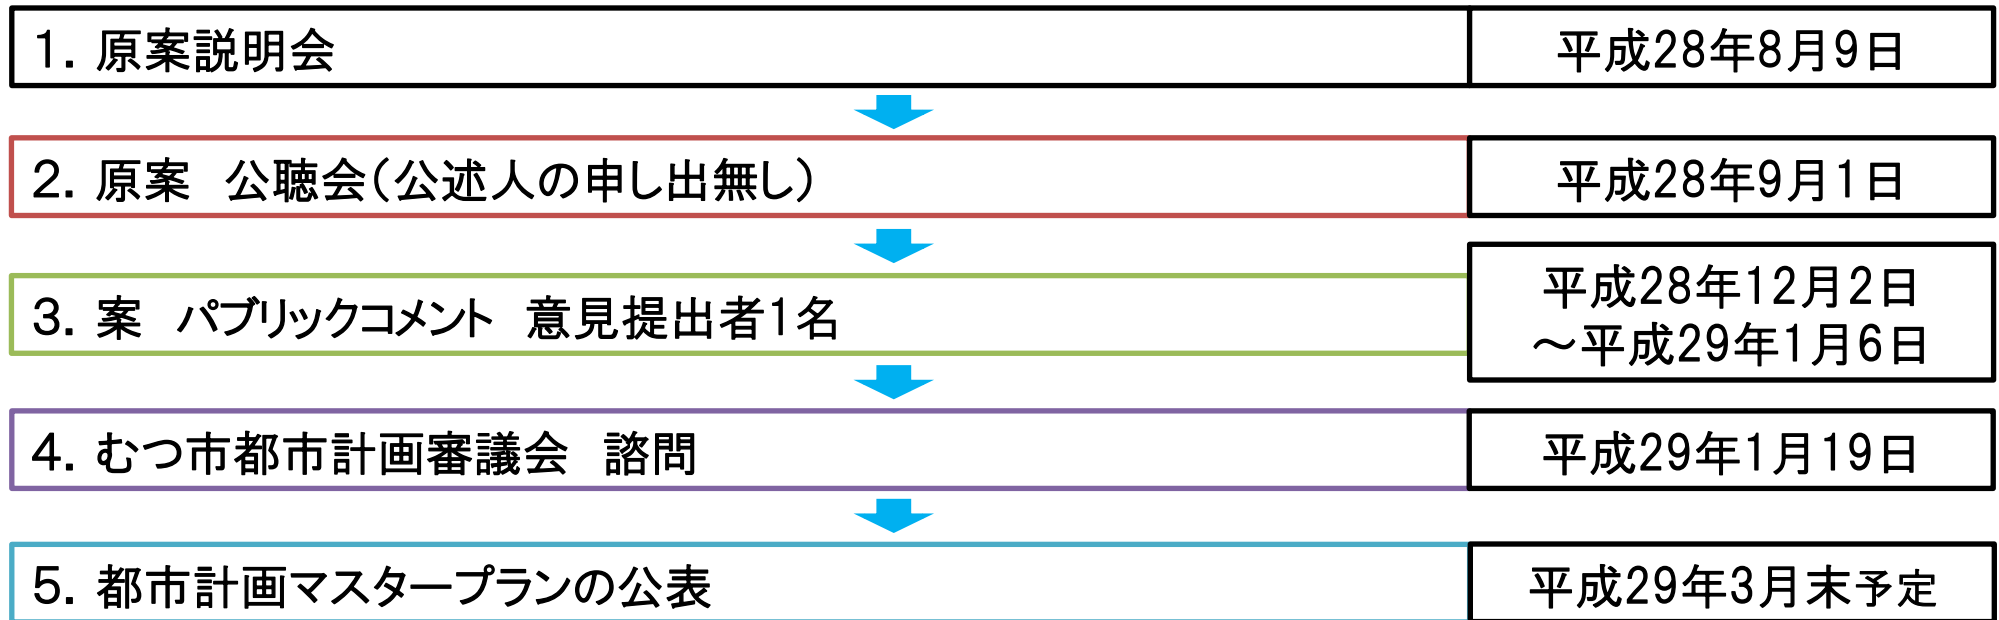 1. 原案説明会
平成28年8月9日
2. 原案　公聴会(公述人の申し出無し)
平成28年9月1日
3. 案　パブリックコメント　意見提出者1名
平成28年12月2日
～平成29年1月6日
4. むつ市都市計画審議会　諮問
平成29年1月19日
5. 都市計画マスタープランの公表
平成29年3月末予定